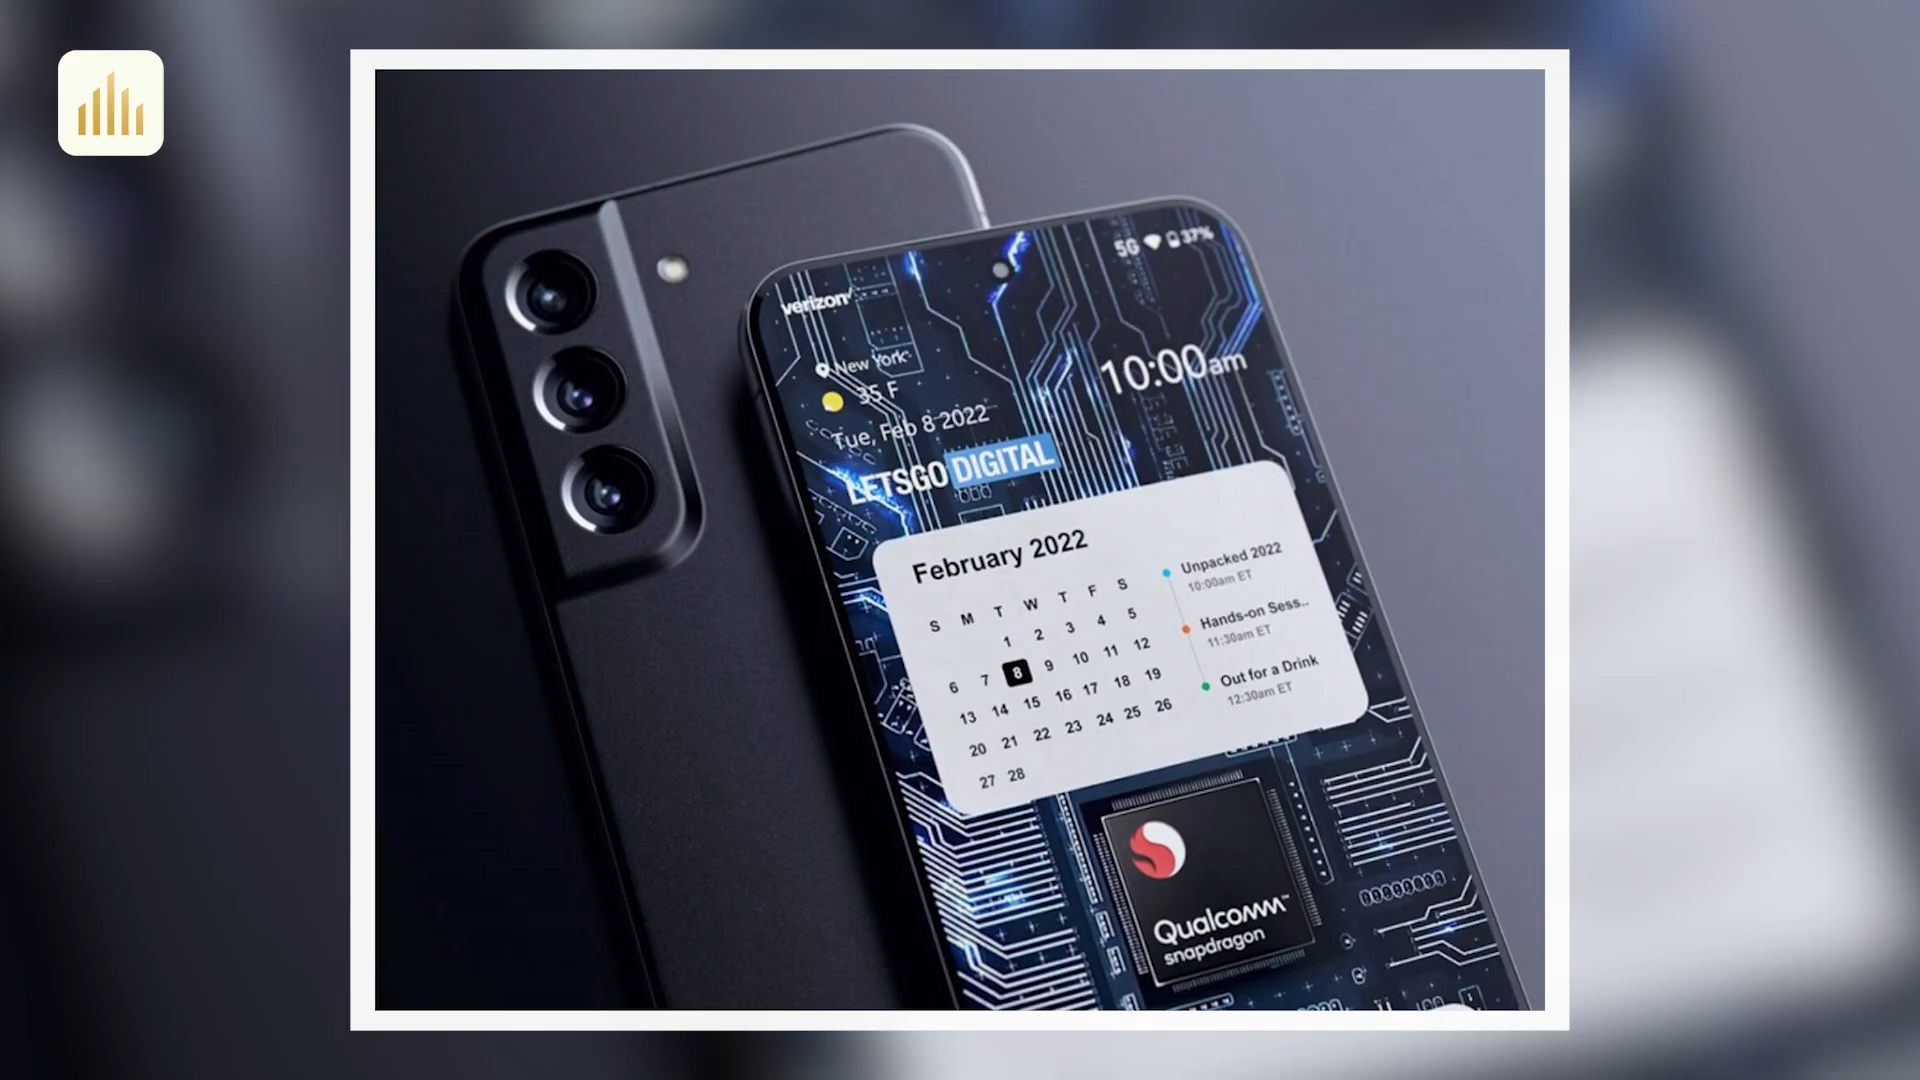 5G 37%
verizon
New York
35 F
10:00am
Tue, Feb 8 2022
LETSGO DIGITAL
February 2022
S M T W T F S
1 2 3 4 5
6 7 8 9 10 11 12
13 14 15 16 17 18 19
20 21 22 23 24 25 26
27 28
Unpacked 2022
10:00am ET
Hands-on Sess..
11:30am ET
Out for a Drink
12:30am ET
Qualcomm™
snapdragon